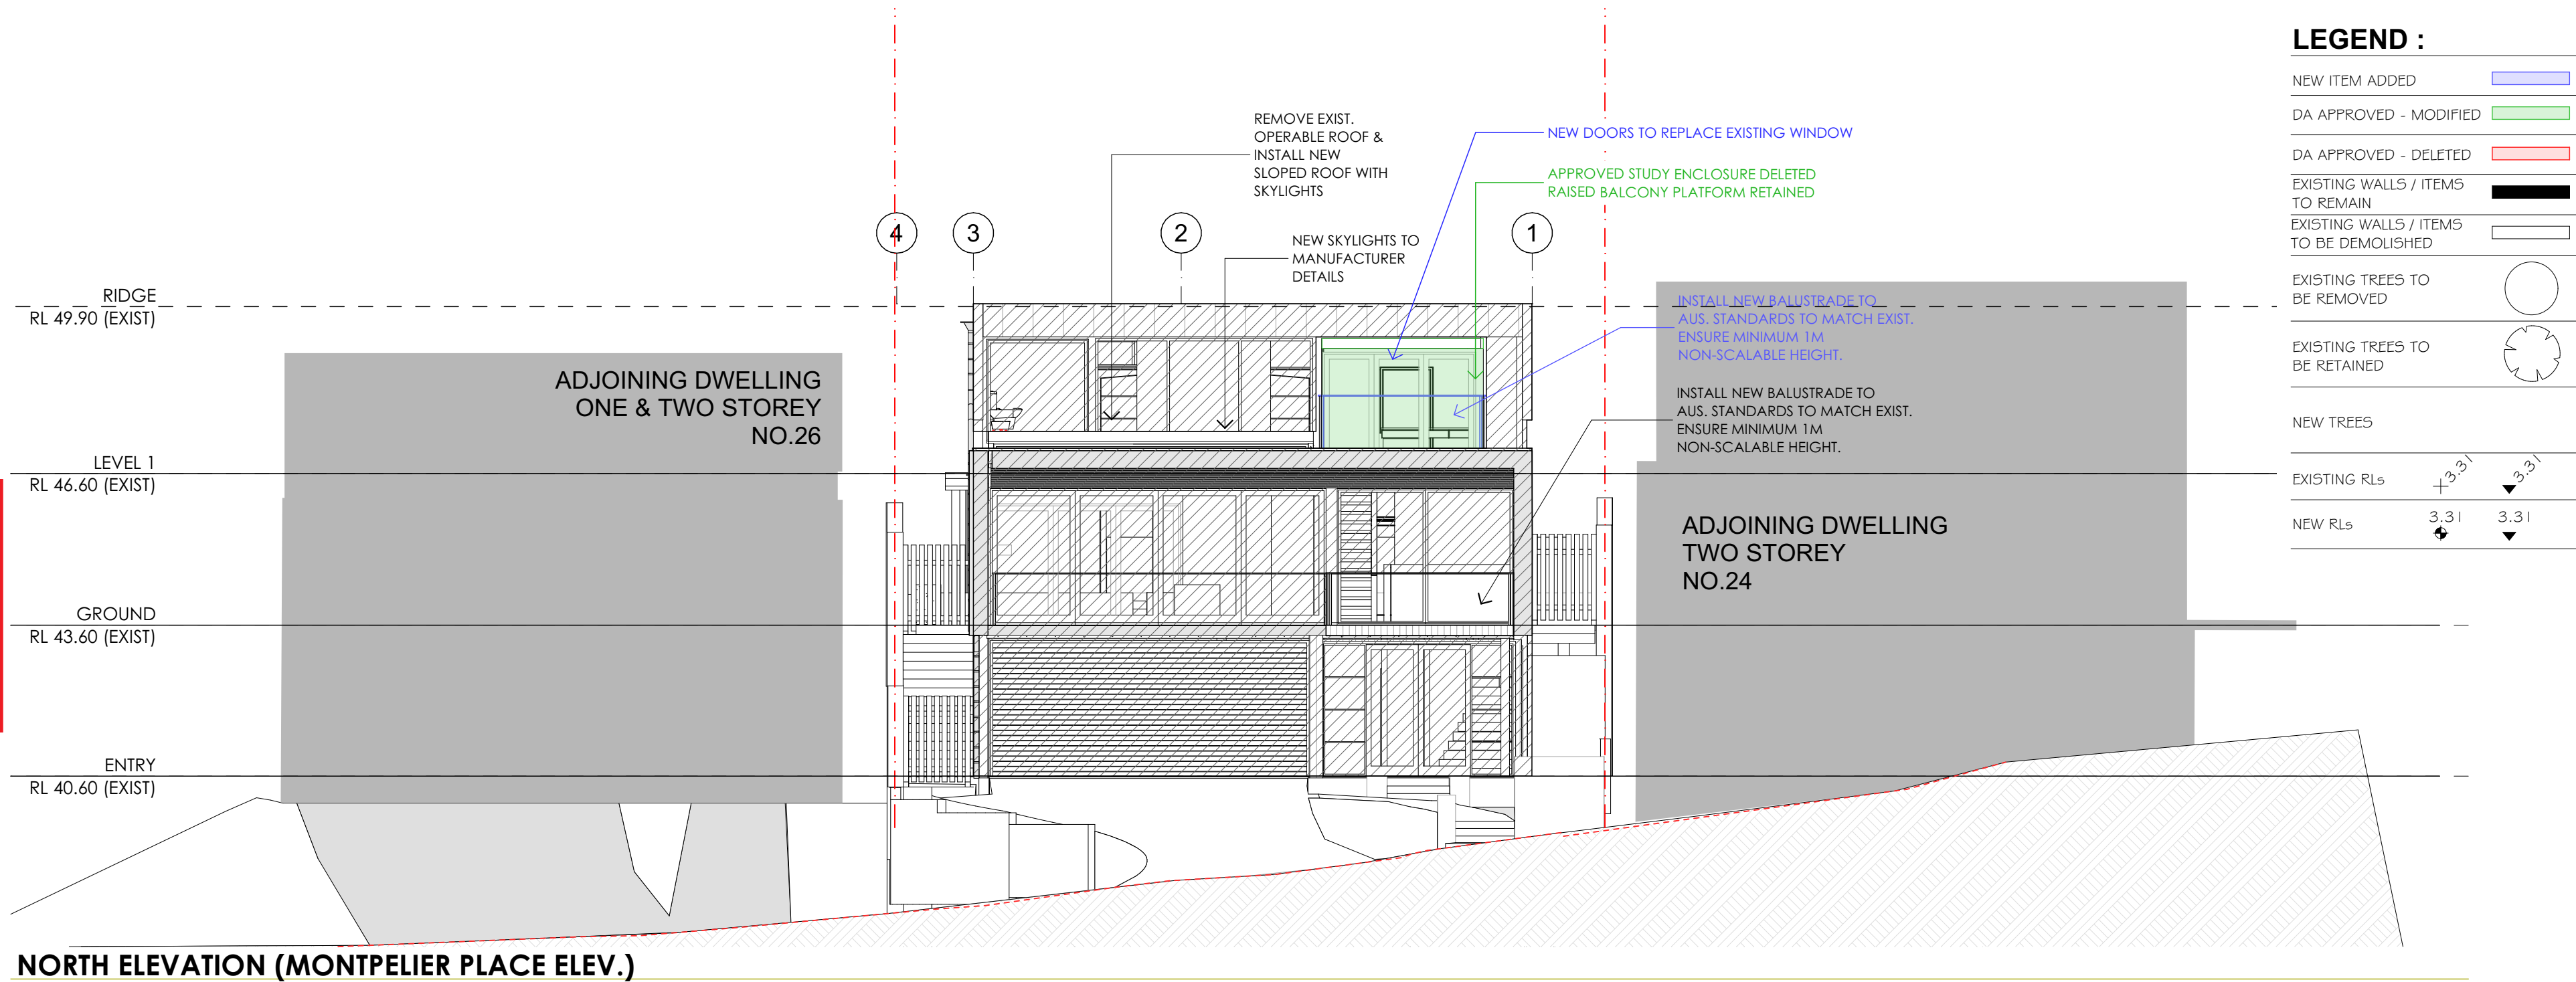 REMOVE EXIST.
OPERABLE ROOF &
INSTALL NEW
SLOPED ROOF WITH
SKYLIGHTS
NEW SKYLIGHTS TO
MANUFACTURER
DETAILS
NEW DOORS TO REPLACE EXISTING WINDOW
APPROVED STUDY ENCLOSURE DELETED
RAISED BALCONY PLATFORM RETAINED
4
3
2
1
INSTALL NEW BALUSTRADE TO
AUS. STANDARDS TO MATCH EXIST.
ENSURE MINIMUM 1M
NON-SCALABLE HEIGHT.
INSTALL NEW BALUSTRADE TO
AUS. STANDARDS TO MATCH EXIST.
ENSURE MINIMUM 1M
NON-SCALABLE HEIGHT.
RIDGE
RL 49.90 (EXIST)
LEVEL 1
RL 46.60 (EXIST)
GROUND
RL 43.60 (EXIST)
ENTRY
RL 40.60 (EXIST)
ADJOINING DWELLING
ONE & TWO STOREY
NO.26
ADJOINING DWELLING
TWO STOREY
NO.24
LEGEND :
NEW ITEM ADDED
DA APPROVED - MODIFIED
DA APPROVED - DELETED
EXISTING WALLS / ITEMS
TO REMAIN
EXISTING WALLS / ITEMS
TO BE DEMOLISHED
EXISTING TREES TO
BE REMOVED
EXISTING TREES TO
BE RETAINED
NEW TREES
EXISTING RLs 3.31 3.31
NEW RLs 3.31 3.31
NORTH ELEVATION (MONTPELIER PLACE ELEV.)